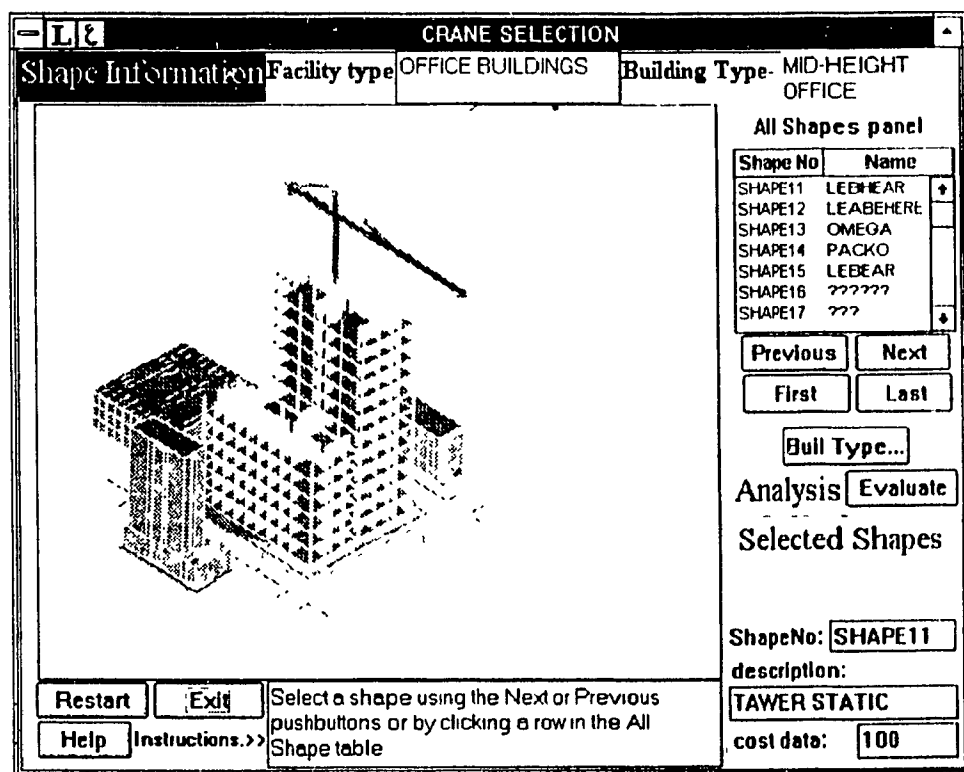 CRANE SELECTION
Shape Information Facility type OFFICE BUILDINGS Building Type- MID-HEIGHT OFFICE
All Shapes panel
Shape No Name
SHAPE11 LEBHEAR
SHAPE12 LEABEHERE
SHAPE13 OMEGA
SHAPE14 PACKO
SHAPE15 LEBEAR
SHAPE16 ??????
SHAPE17 ???
Previous Next
First Last
Buil Type...
Analysis Evaluate
Selected Shapes
ShapeNo: SHAPE11
description:
TAWER STATIC
cost data: 100
Restart Exit
Help Instructions.>>
Select a shape using the Next or Previous
pushbuttons or by clicking a row in the All
Shape table